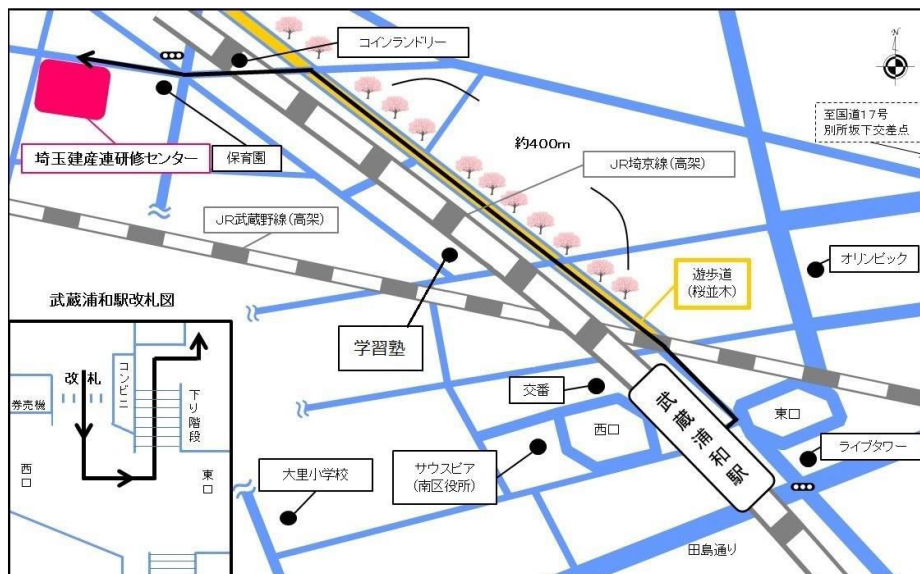 コインランドリー
N
至国道17号
別所坂下交差点
約400m
埼玉建産連研修センター
保育園
JR埼京線(高架)
JR武蔵野線(高架)
オリンピック
遊歩道
(桜並木)
武蔵浦和駅改札図
学習塾
改札
コンビニ
下り階段
券売機
西口
東口
交番
西口
武蔵浦和駅
東口
大里小学校
サウスピア
(南区役所)
ライブタワー
田島通り